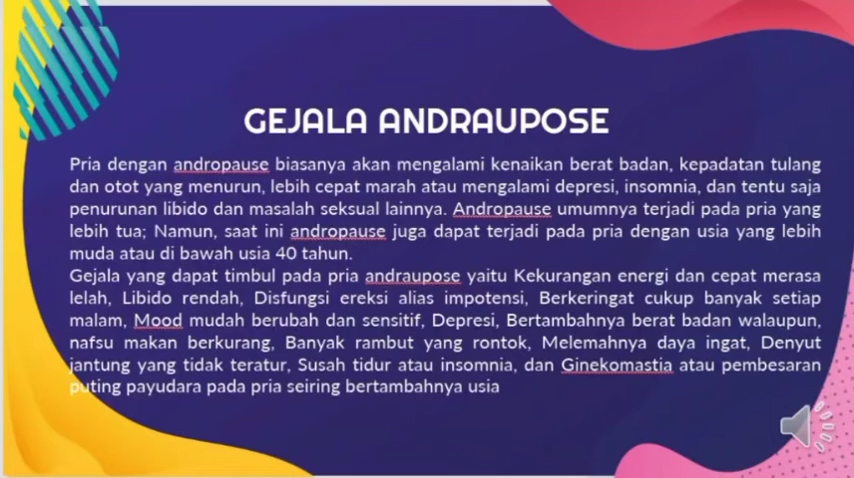 GEJALA ANDRAUPOSE
Pria dengan andropause biasanya akan mengalami kenaikan berat badan, kepadatan tulang
dan otot yang menurun, lebih cepat marah atau mengalami depresi, insomnia, dan tentu saja
penurunan libido dan masalah seksual lainnya. Andropause umumnya terjadi pada pria yang
lebih tua; Namun, saat ini andropause juga dapat terjadi pada pria dengan usia yang lebih
muda atau di bawah usia 40 tahun.
Gejala yang dapat timbul pada pria andraupose yaitu Kekurangan energi dan cepat merasa
lelah, Libido rendah, Disfungsi ereksi alias impotensi, Berkeringat cukup banyak setiap
malam, Mood mudah berubah dan sensitif, Depresi, Bertambahnya berat badan walaupun,
nafsu makan berkurang, Banyak rambut yang rontok, Melemahnya daya ingat, Denyut
jantung yang tidak teratur, Susah tidur atau insomnia, dan Ginekomastia atau pembesaran
puting payudara pada pria seiring bertambahnya usia